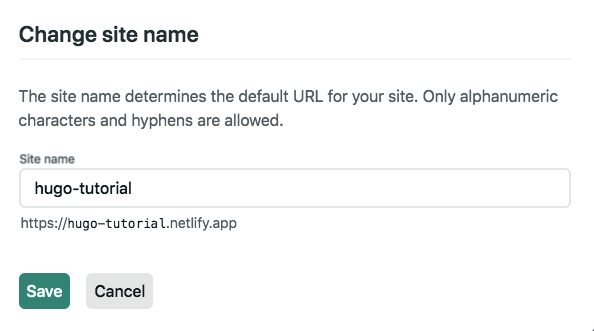 Change site name
The site name determines the default URL for your site. Only alphanumeric
characters and hyphens are allowed.
Site name
hugo-tutorial
https://hugo-tutorial.netlify.app
Save Cancel